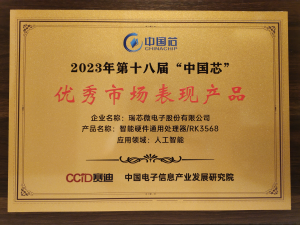 中国芯
CHINACHIP
2023年第十八届“中国芯”
优秀市场表现产品
企业名称：瑞芯微电子股份有限公司
产品名称：智能硬件通用处理器/RK3568
应用领域：人工智能
CCID赛迪 中国电子信息产业发展研究院